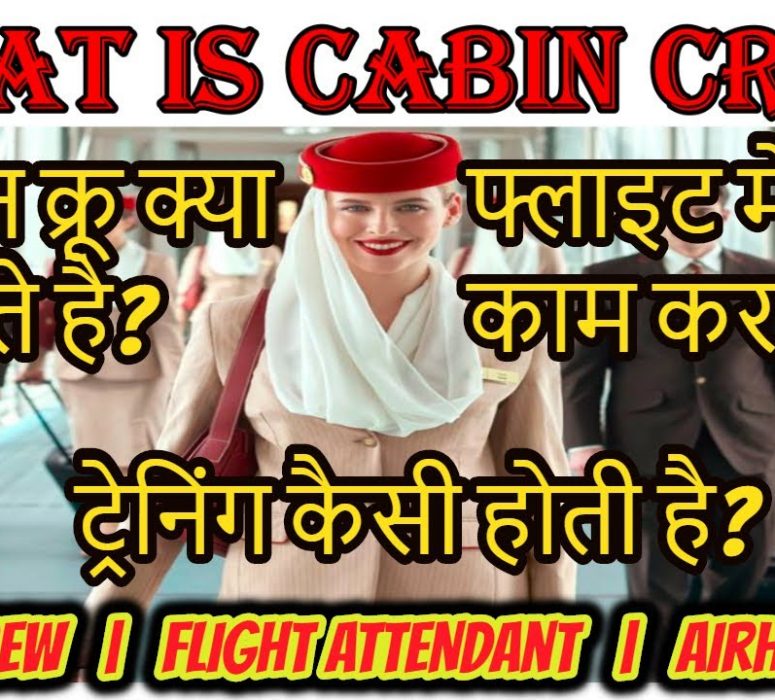 AT IS CABIN CR
क्रू क्या
ते है?
फ्लाइट मे
काम कर
ट्रेनिंग कैसी होती है?
EW | FLIGHT ATTENDANT | AIRH